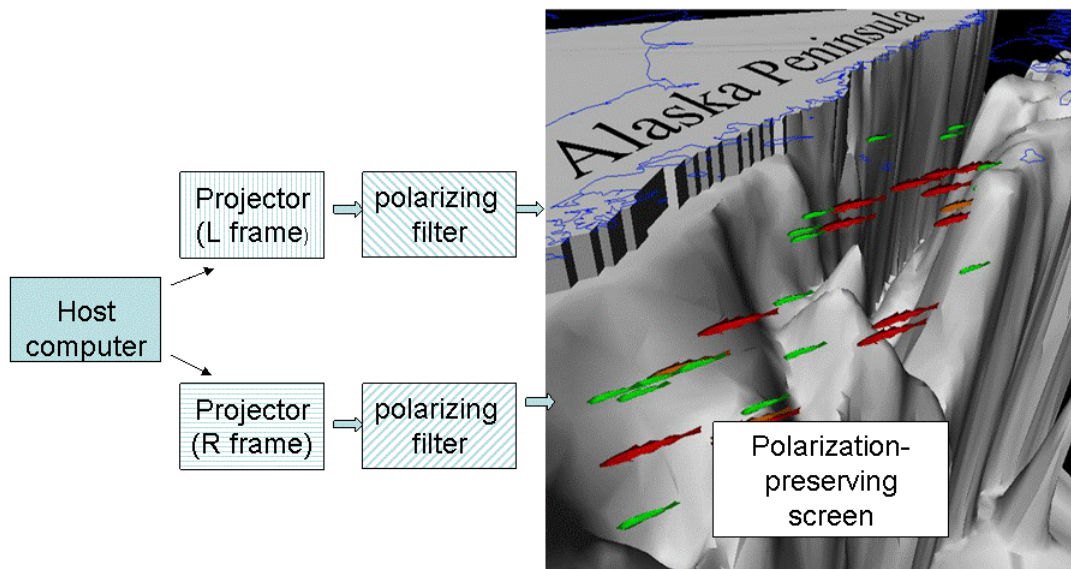 Alaska Peninsula
Projector
(L frame)
polarizing
filter
Host
computer
Projector
(R frame)
polarizing
filter
Polarization-
preserving
screen